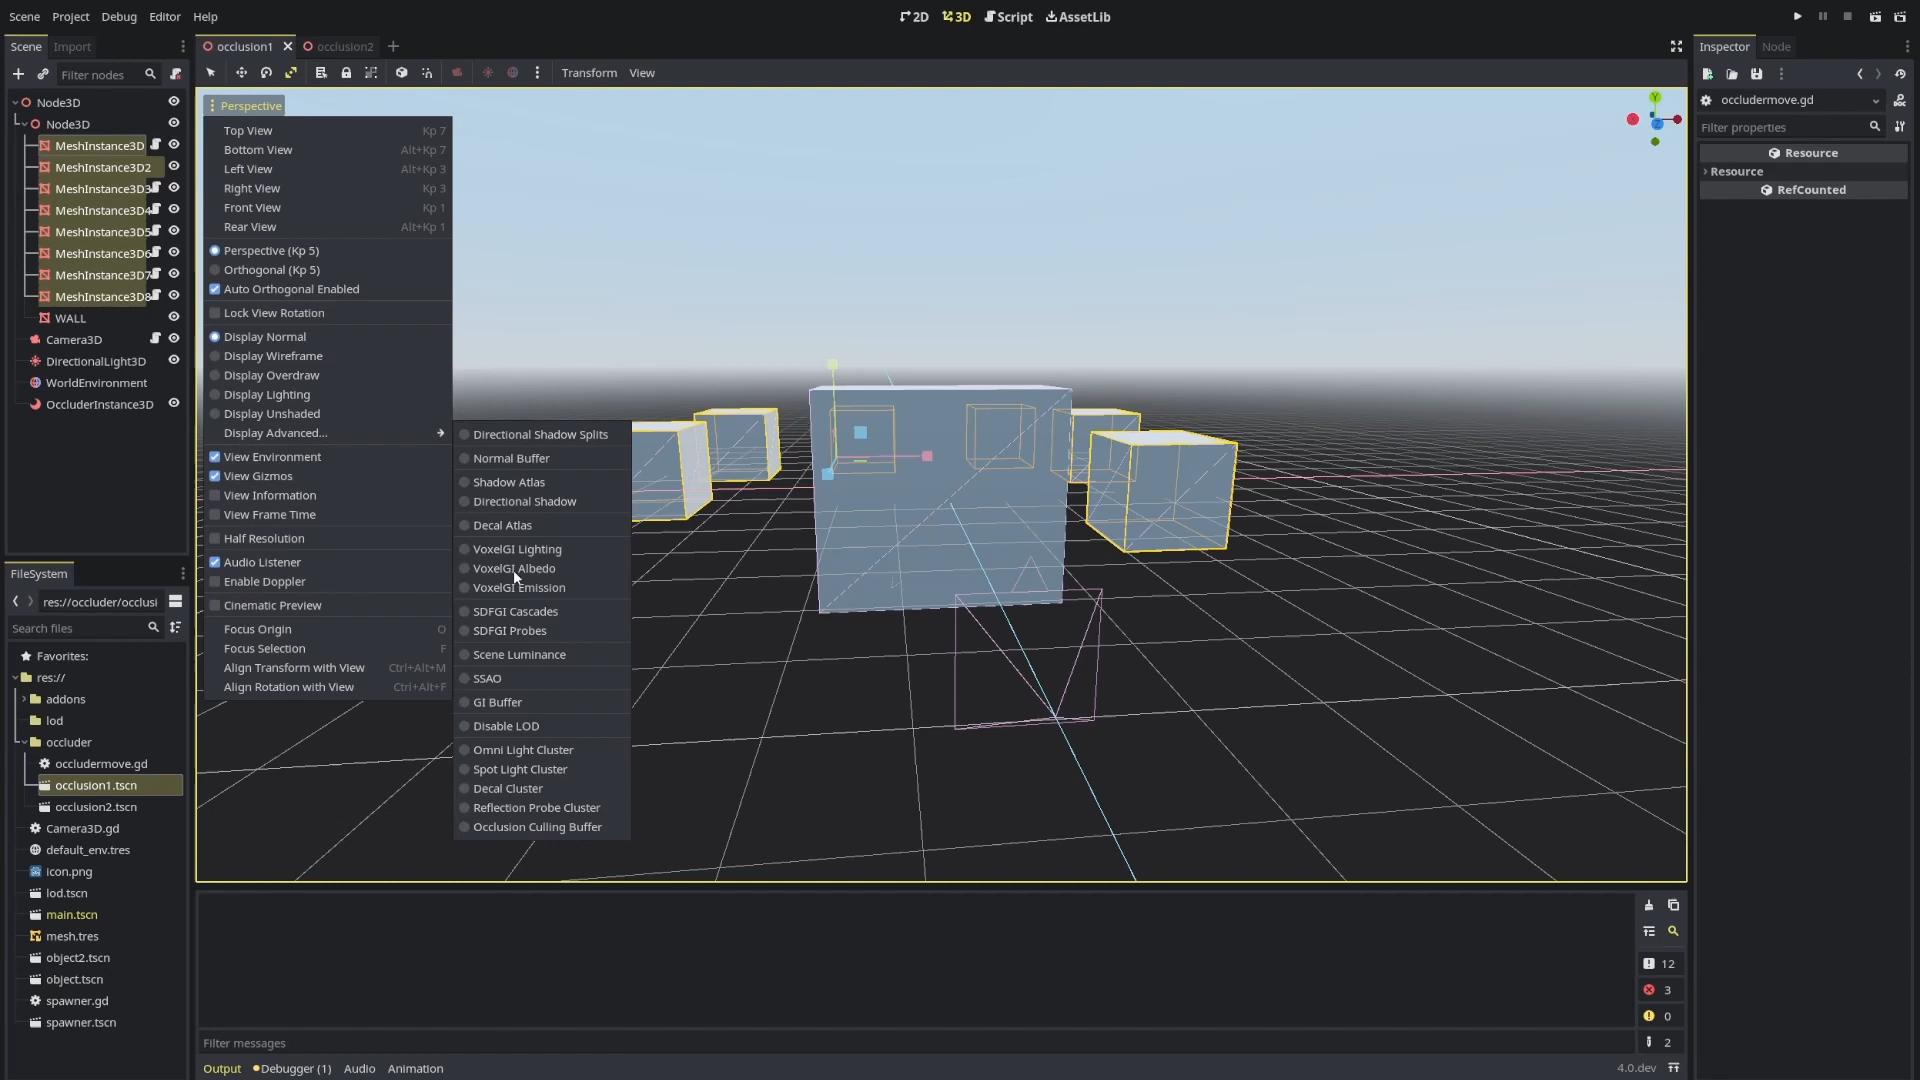 Scene Project Debug Editor Help
2D 3D Script AssetLib
Scene Import
occlusion1 occlusion2
Inspector Node
Filter nodes
Transform View
Perspective
Top View Kp 7
Bottom View Alt+Kp 7
Left View Alt+Kp 3
Right View Kp 3
Front View Kp 1
Rear View Alt+Kp 1
Perspective (Kp 5)
Orthogonal (Kp 5)
Auto Orthogonal Enabled
Lock View Rotation
Display Normal
Display Wireframe
Display Overdraw
Display Lighting
Display Unshaded
Display Advanced...
View Environment
View Gizmos
View Information
View Frame Time
Half Resolution
Audio Listener
Enable Doppler
Cinematic Preview
Focus Origin O
Focus Selection F
Align Transform with View Ctrl+Alt+M
Align Rotation with View Ctrl+Alt+F
Directional Shadow Splits
Normal Buffer
Shadow Atlas
Directional Shadow
Decal Atlas
VoxelGI Lighting
VoxelGI Albedo
VoxelGI Emission
SDFGI Cascades
SDFGI Probes
Scene Luminance
SSAO
GI Buffer
Disable LOD
Omni Light Cluster
Spot Light Cluster
Decal Cluster
Reflection Probe Cluster
Occlusion Culling Buffer
Node3D
Node3D
MeshInstance3D
MeshInstance3D2
MeshInstance3D3
MeshInstance3D4
MeshInstance3D5
MeshInstance3D6
MeshInstance3D7
MeshInstance3D8
WALL
Camera3D
DirectionalLight3D
WorldEnvironment
OccluderInstance3D
FileSystem
res://occluder/occlusi
Search files
Favorites:
res://
addons
lod
occluder
occludermove.gd
occlusion1.tscn
occlusion2.tscn
Camera3D.gd
default_env.tres
icon.png
lod.tscn
main.tscn
mesh.tres
object2.tscn
object.tscn
spawner.gd
spawner.tscn
Y
Z
occludermove.gd
Filter properties
Resource
Resource
RefCounted
12
3
0
2
Filter messages
Output Debugger (1) Audio Animation
4.0.dev